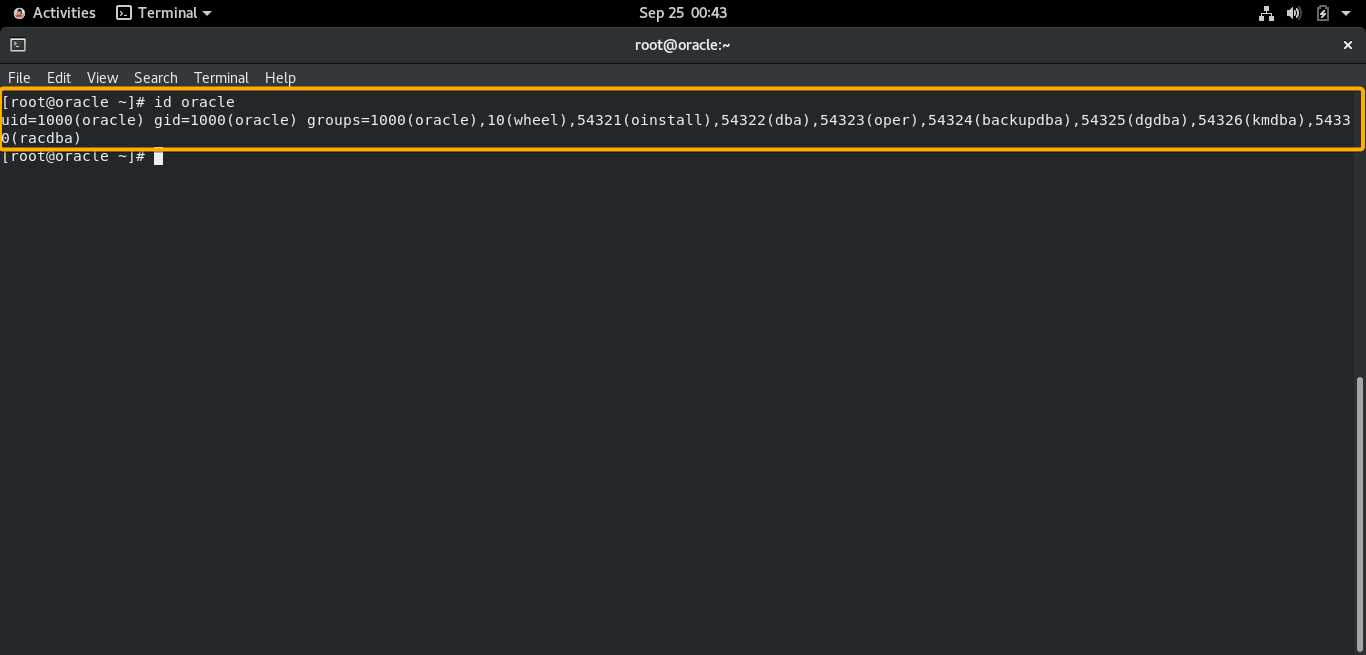 Activities Terminal Sep 25 00:43
root@oracle:~ ×
File Edit View Search Terminal Help
[root@oracle ~]# id oracle
uid=1000(oracle) gid=1000(oracle) groups=1000(oracle),10(wheel),54321(oinstall),54322(dba),54323(oper),54324(backupdba),54325(dgdba),54326(kmdba),5433
0(racdba)
[root@oracle ~]#